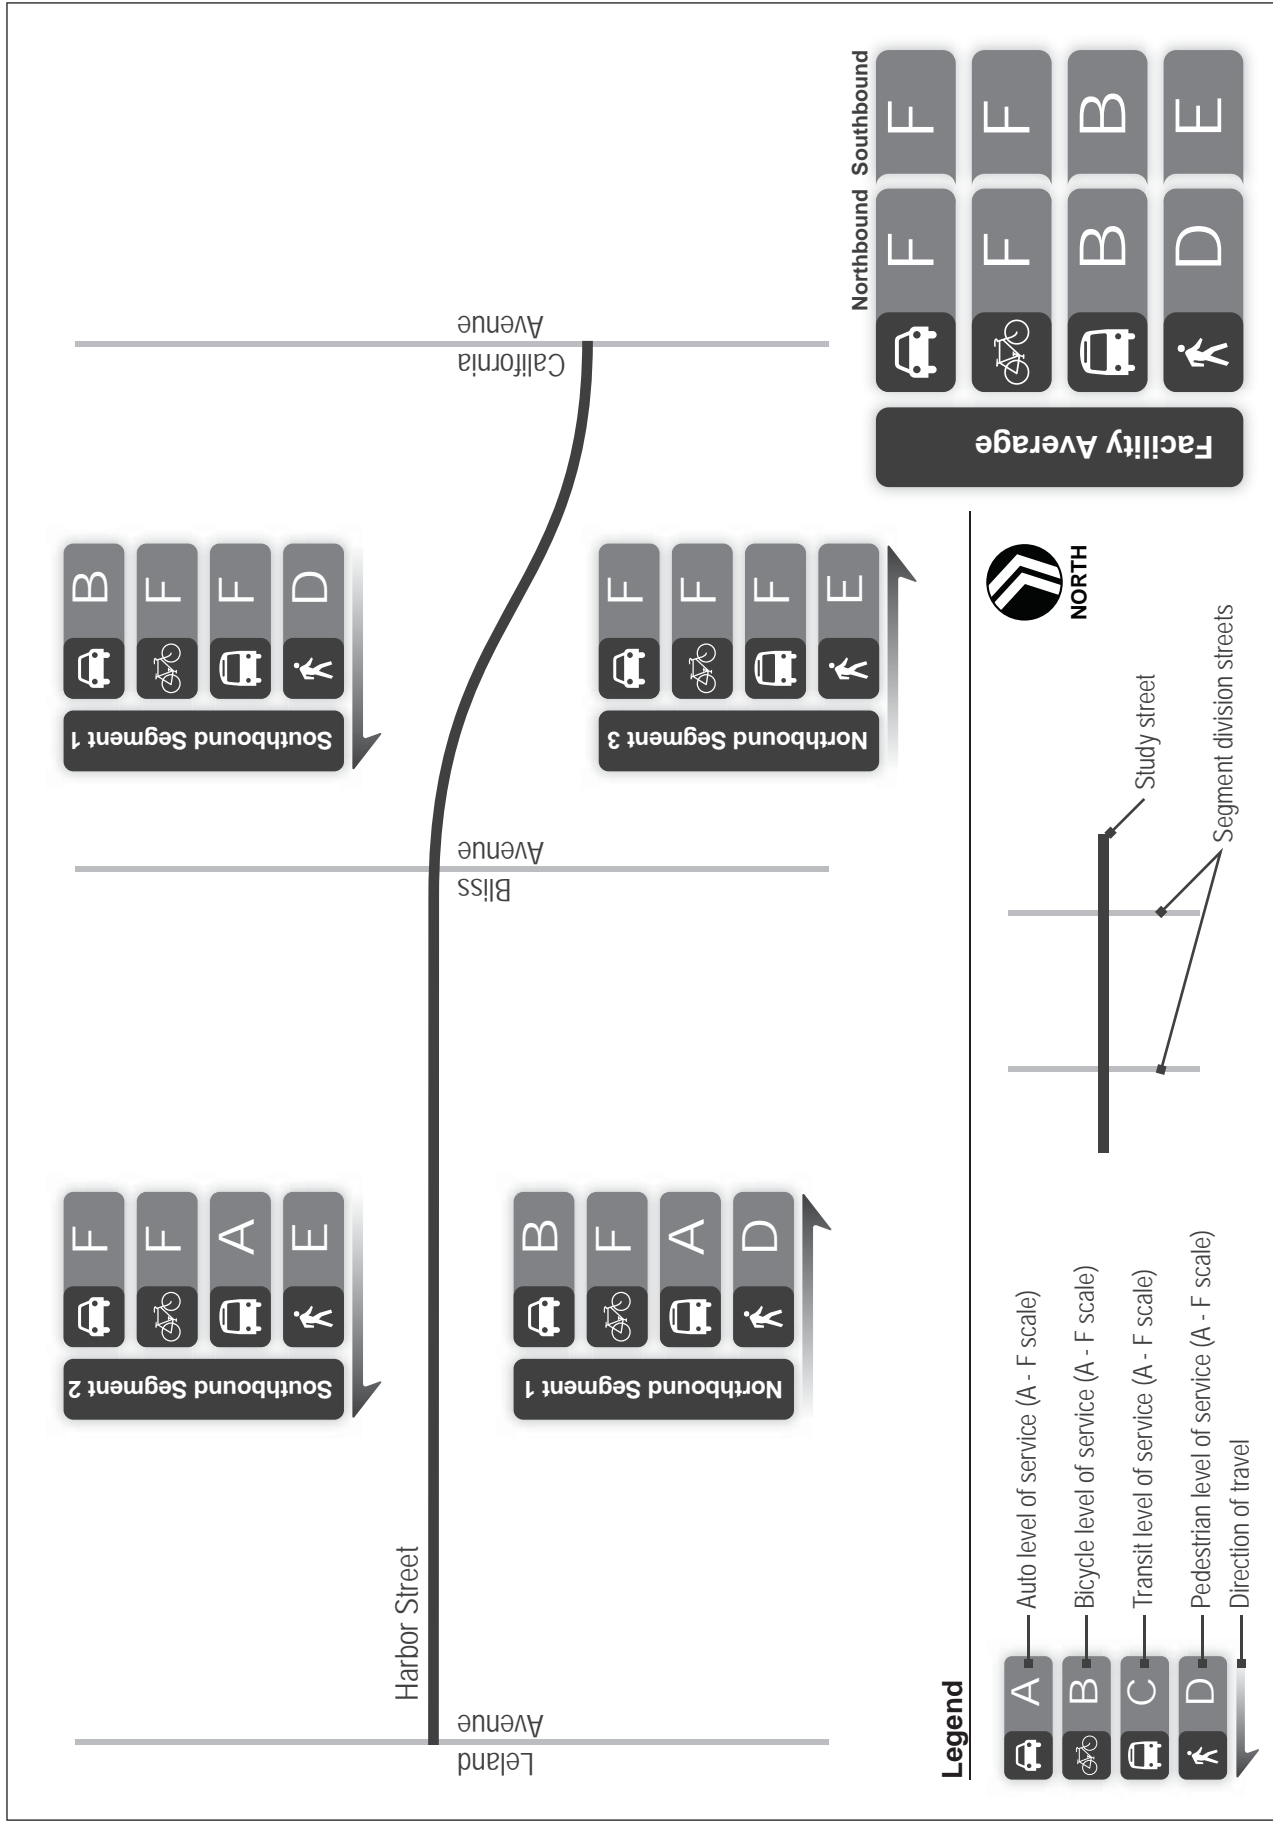 Southbound Segment 2
F
F
A
E
Southbound Segment 1
B
F
F
D
Harbor Street
Leland
Avenue
Bliss
Avenue
California
Avenue
Northbound Segment 1
B
F
A
D
Northbound Segment 3
F
F
F
E
Facility Average
Northbound Southbound
F F
F F
B B
D E
Legend
A Auto level of service (A - F scale)
B Bicycle level of service (A - F scale)
C Transit level of service (A - F scale)
D Pedestrian level of service (A - F scale)
Direction of travel
Study street
Segment division streets
NORTH